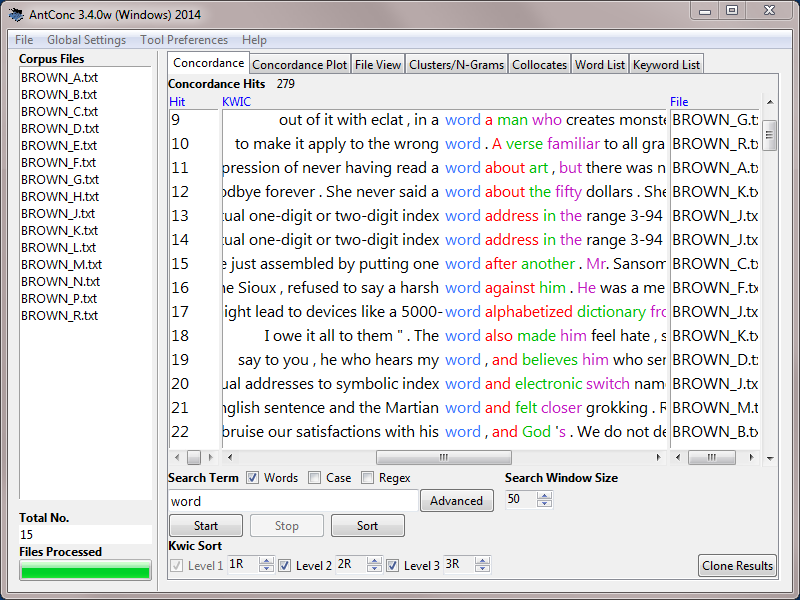 AntConc 3.4.0w (Windows) 2014
File Global Settings Tool Preferences Help
Corpus Files
BROWN_A.txt
BROWN_B.txt
BROWN_C.txt
BROWN_D.txt
BROWN_E.txt
BROWN_F.txt
BROWN_G.txt
BROWN_H.txt
BROWN_J.txt
BROWN_K.txt
BROWN_L.txt
BROWN_M.txt
BROWN_N.txt
BROWN_P.txt
BROWN_R.txt
Total No.
15
Files Processed
Concordance Concordance Plot File View Clusters/N-Grams Collocates Word List Keyword List
Concordance Hits 279
Hit KWIC File
9 out of it with eclat , in a word a man who creates monste BROWN_G.tx
10 to make it apply to the wrong word . A verse familiar to all gra BROWN_R.tx
11 pression of never having read a word about art , but there was n BROWN_A.tx
12 odbye forever . She never said a word about the fifty dollars . She BROWN_K.tx
13 tual one-digit or two-digit index word address in the range 3-94 BROWN_J.tx
14 tual one-digit or two-digit index word address in the range 3-94 BROWN_J.tx
15 e just assembled by putting one word after another . Mr. Sansom BROWN_C.tx
16 ne Sioux , refused to say a harsh word against him . He was a me BROWN_F.tx
17 ight lead to devices like a 5000-word alphabetized dictionary fro BROWN_J.tx
18 I owe it all to them " . The word also made him feel hate , s BROWN_K.tx
19 say to you , he who hears my word , and believes him who ser BROWN_D.tx
20 ual addresses to symbolic index word and electronic switch nam BROWN_J.tx
21 nglish sentence and the Martian word and felt closer grokking . R BROWN_M.t
22 bruise our satisfactions with his word , and God 's . We do not de BROWN_B.tx
Search Term Words Case Regex Search Window Size
word Advanced 50
Start Stop Sort
Kwic Sort
Level 1 1R Level 2 2R Level 3 3R Clone Results